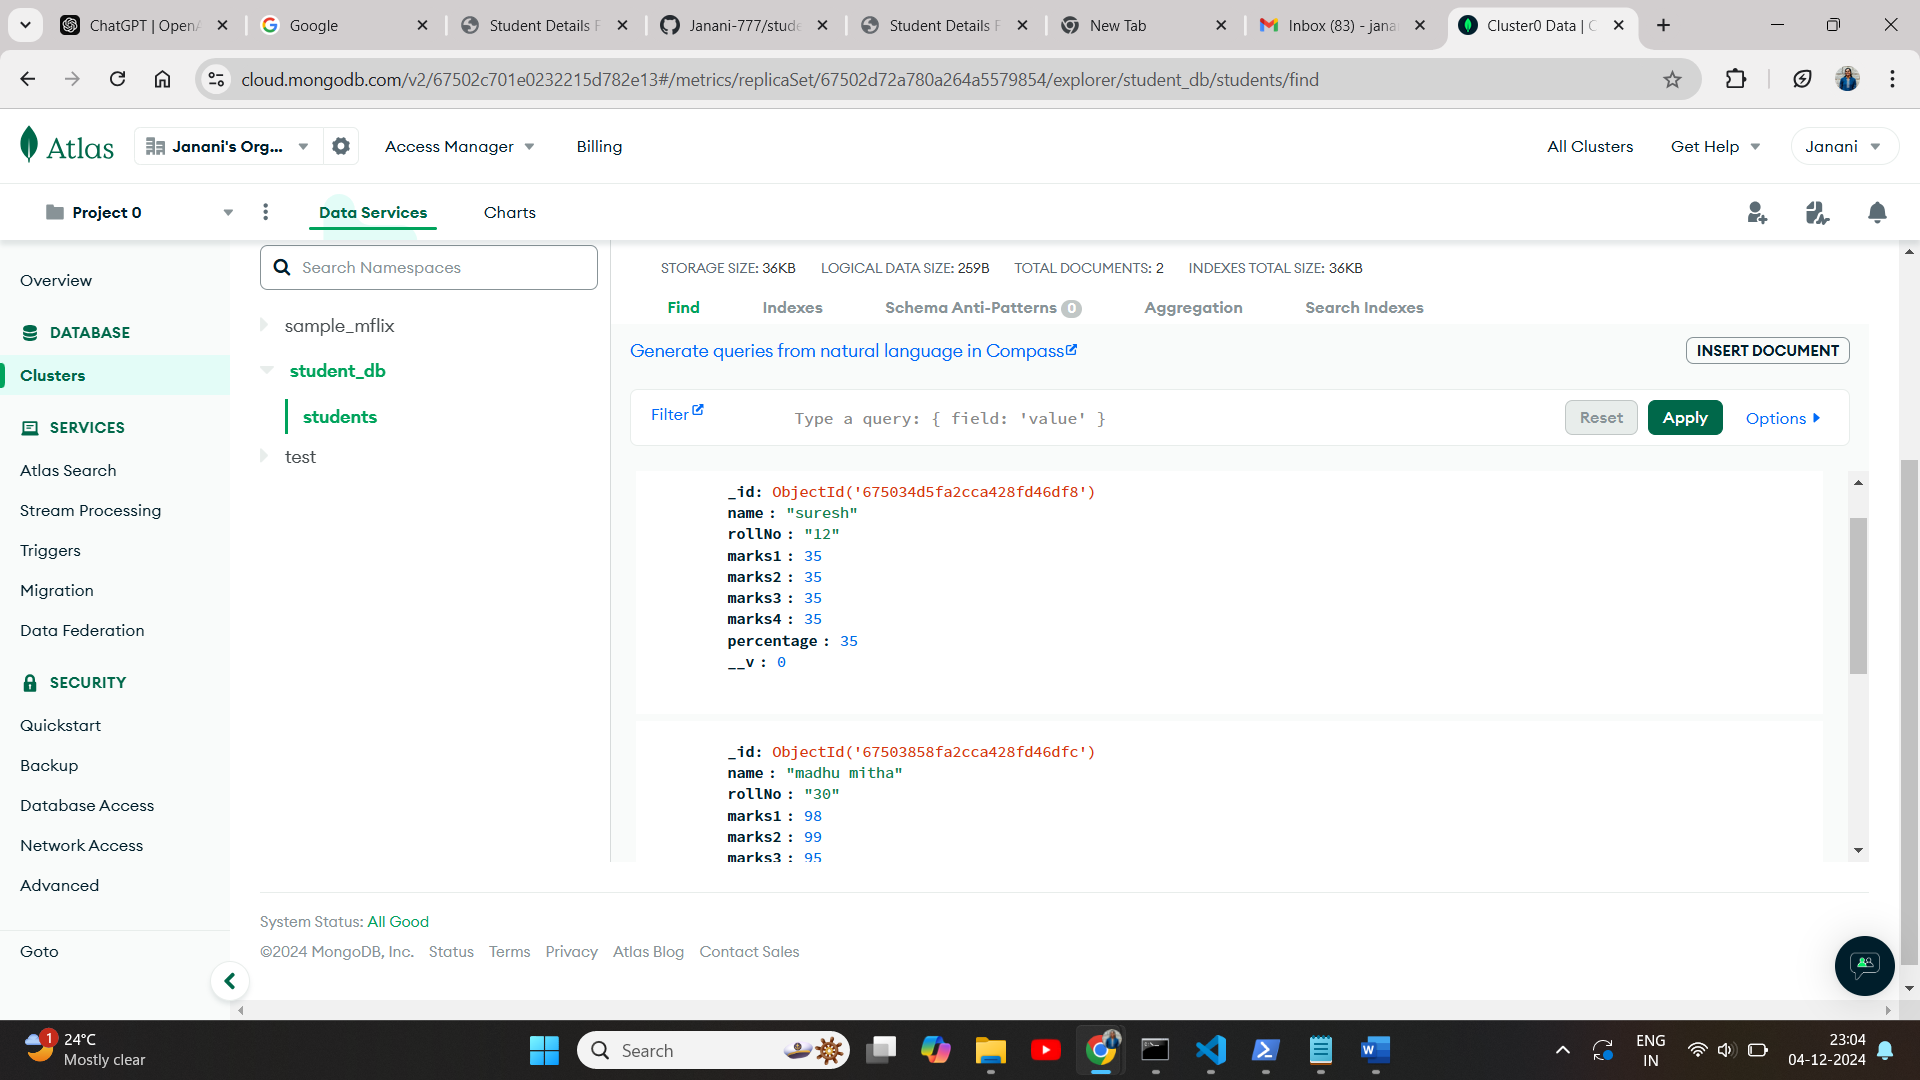 ChatGPT | OpenA
Google
Student Details F
Janani-777/stude
Student Details F
New Tab
Inbox (83) - jana
Cluster0 Data | C
cloud.mongodb.com/v2/67502c701e0232215d782e13#/metrics/replicaSet/67502d72a780a264a5579854/explorer/student_db/students/find
Atlas
Janani's Org...
Access Manager
Billing
All Clusters
Get Help
Janani
Project 0
Data Services
Charts
Overview
DATABASE
Clusters
SERVICES
Atlas Search
Stream Processing
Triggers
Migration
Data Federation
SECURITY
Quickstart
Backup
Database Access
Network Access
Advanced
Goto
Search Namespaces
sample_mflix
student_db
students
test
STORAGE SIZE: 36KB LOGICAL DATA SIZE: 259B TOTAL DOCUMENTS: 2 INDEXES TOTAL SIZE: 36KB
Find Indexes Schema Anti-Patterns 0 Aggregation Search Indexes
Generate queries from natural language in Compass
INSERT DOCUMENT
Filter
Type a query: { field: 'value' }
Reset
Apply
Options
_id: ObjectId('675034d5fa2cca428fd46df8')
name : "suresh"
rollNo : "12"
marks1 : 35
marks2 : 35
marks3 : 35
marks4 : 35
percentage : 35
__v : 0
_id: ObjectId('67503858fa2cca428fd46dfc')
name : "madhu mitha"
rollNo : "30"
marks1 : 98
marks2 : 99
marks3 : 95
System Status: All Good
©2024 MongoDB, Inc. Status Terms Privacy Atlas Blog Contact Sales
1
24°C
Mostly clear
Search
ENG
IN
23:04
04-12-2024